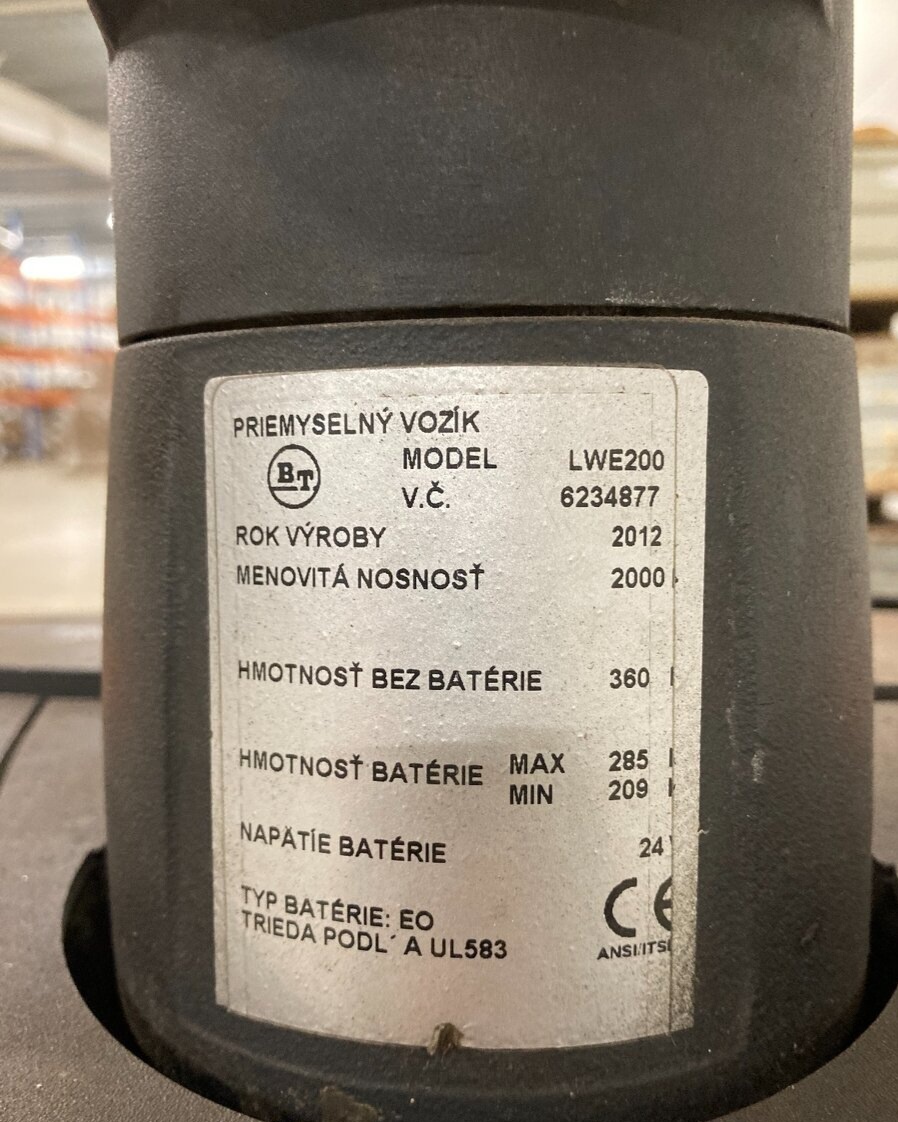 PRIEMYSELNÝ VOZÍK
BT MODEL LWE200
V.Č. 6234877
ROK VÝROBY 2012
MENOVITÁ NOSNOSŤ 2000
HMOTNOSŤ BEZ BATÉRIE 360
HMOTNOSŤ BATÉRIE MAX 285
MIN 209
NAPÄTÍE BATÉRIE 24
TYP BATÉRIE: EO
TRIEDA PODL´A UL583
CE